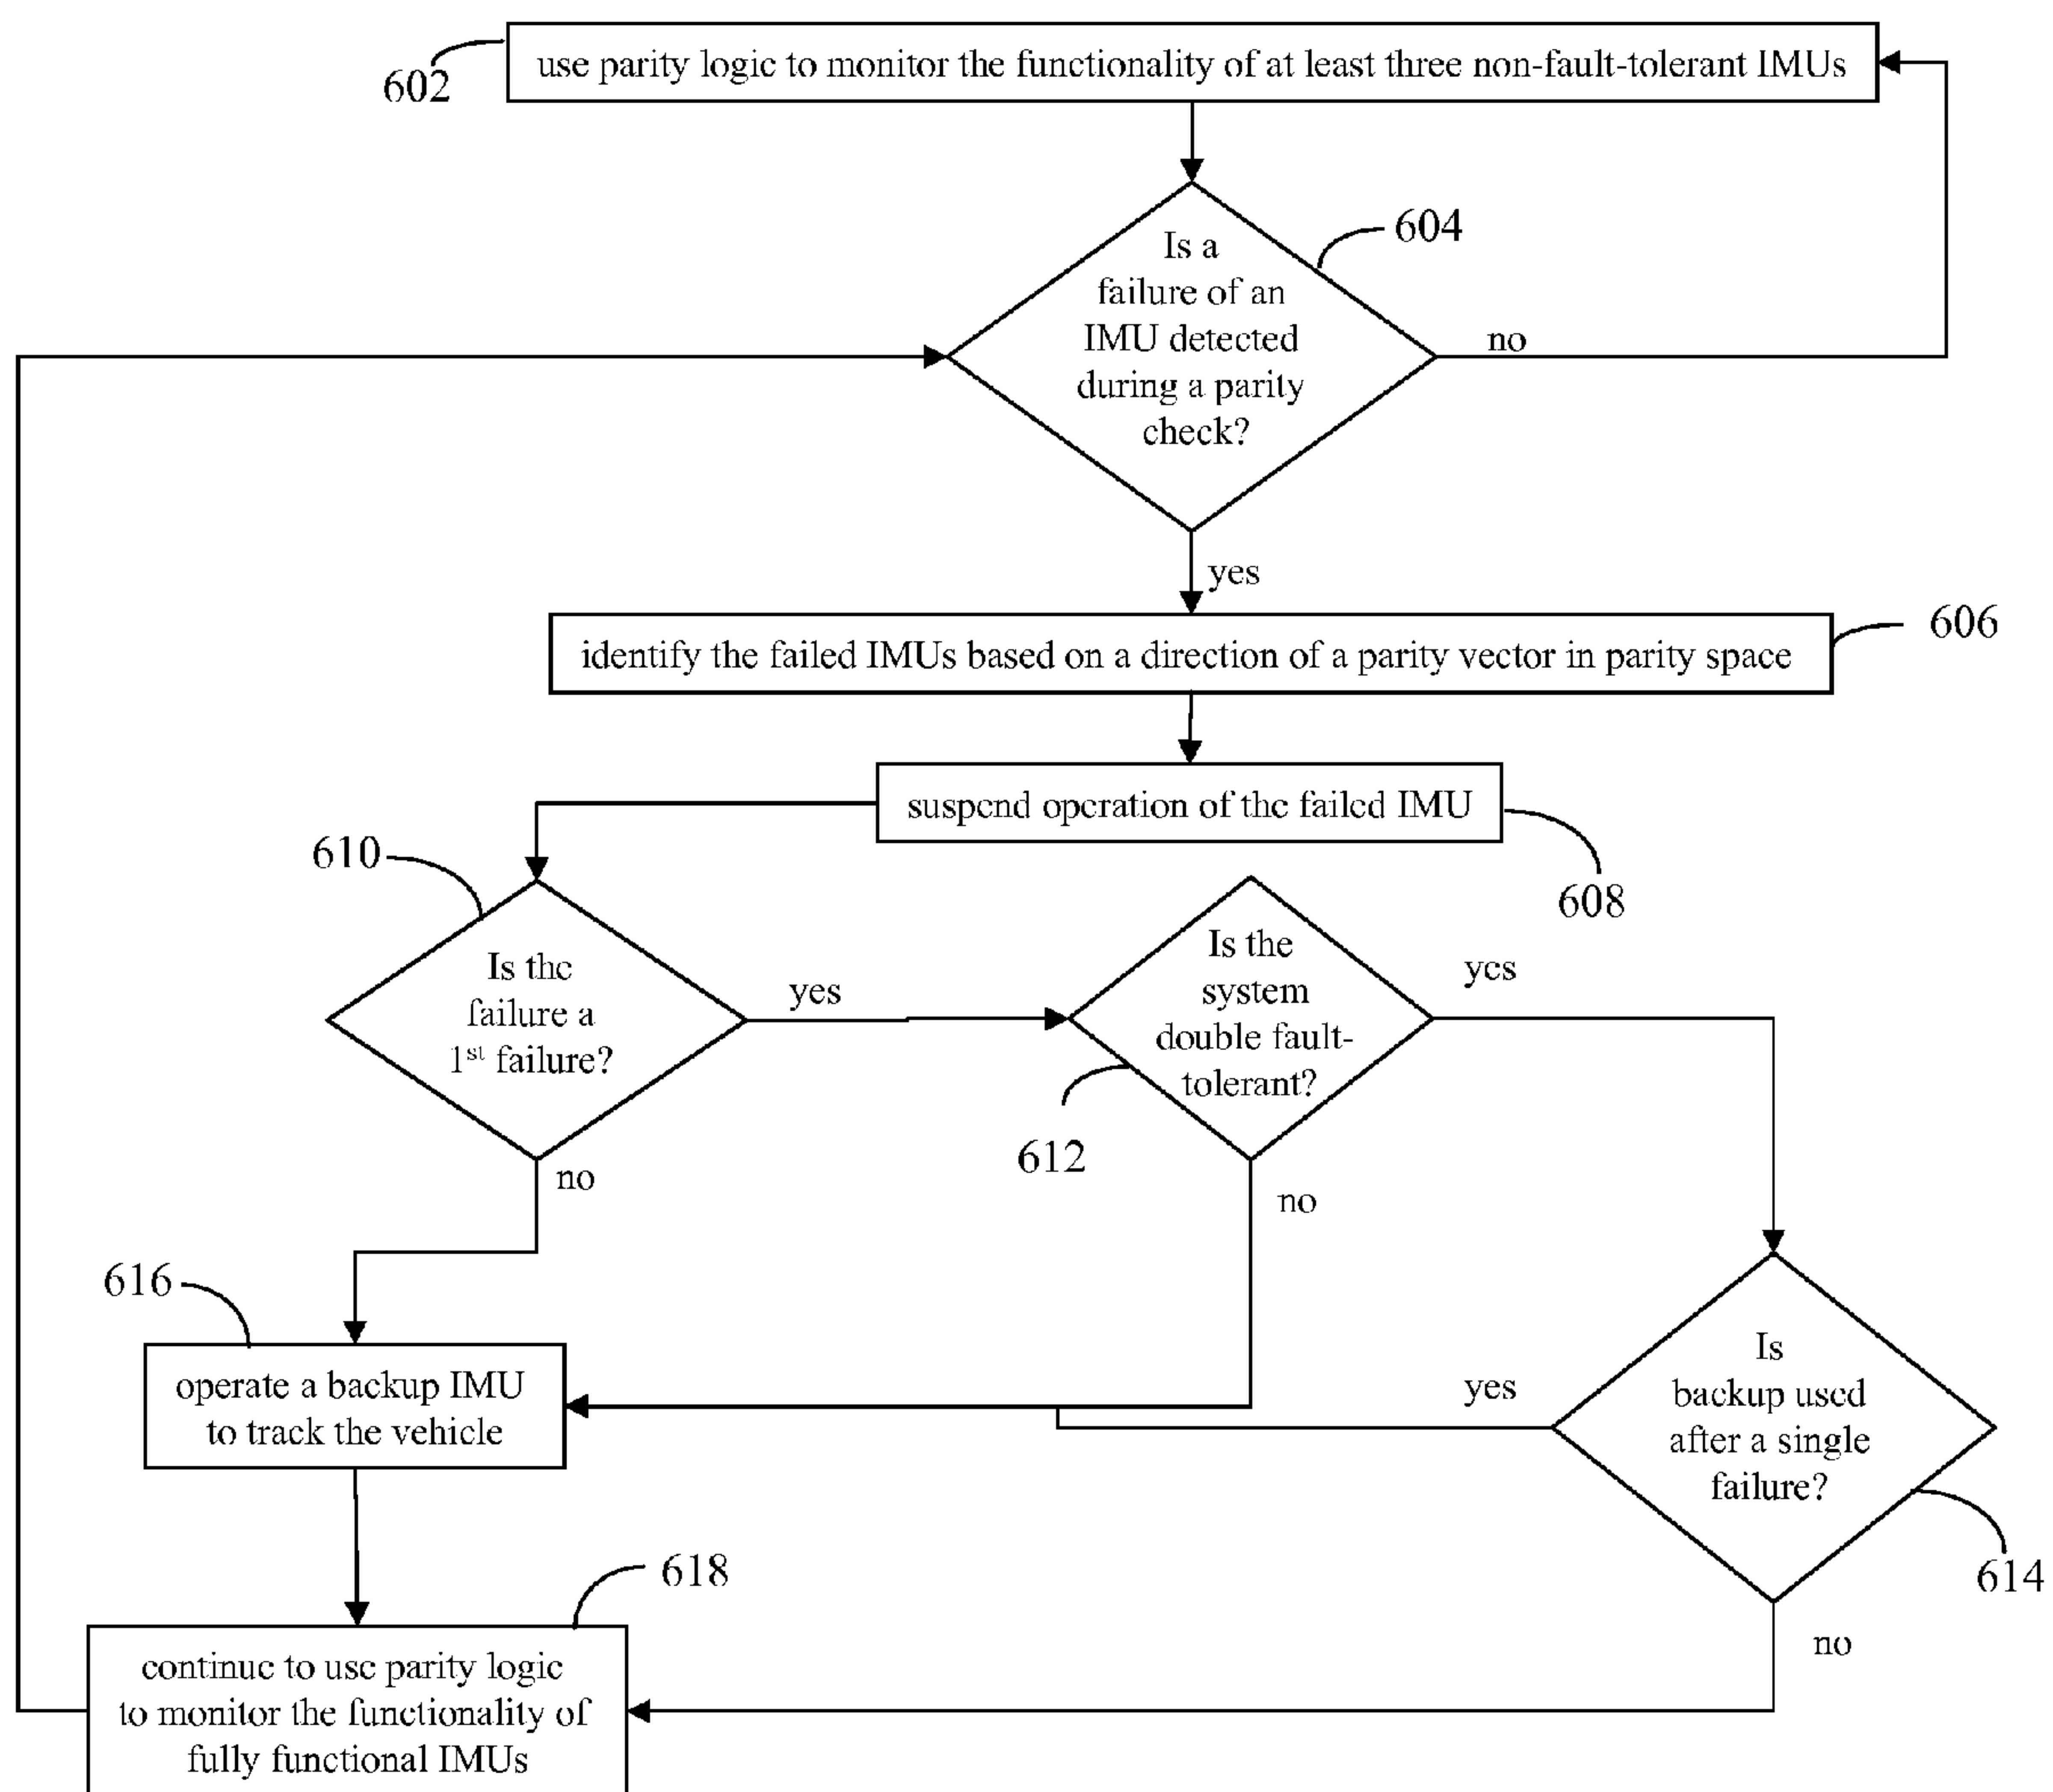 use parity logic to monitor the functionality of at least three non-fault-tolerant IMUs
602
604
Is a
failure of an
IMU detected
during a parity
check?
no
yes
606
identify the failed IMUs based on a direction of a parity vector in parity space
suspend operation of the failed IMU
608
610
Is the
failure a
1st failure?
yes
no
Is the
system
double fault-
tolerant?
yes
612
no
616
operate a backup IMU
to track the vehicle
yes
Is
backup used
after a single
failure?
614
no
618
continue to use parity logic
to monitor the functionality of
fully functional IMUs